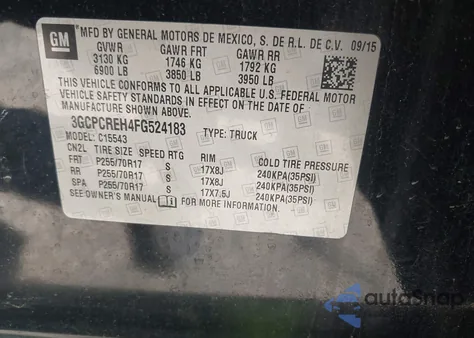 GM
MFD BY GENERAL MOTORS DE MEXICO, S. DE R.L. DE C.V. 09/15
GVWR GAWR FRT GAWR RR
3130 KG 1746 KG 1792 KG
6900 LB 3850 LB 3950 LB
THIS VEHICLE CONFORMS TO ALL APPLICABLE U.S. FEDERAL MOTOR
VEHICLE SAFETY, BUMPER, AND THEFT PREVENTION STANDARDS
IN EFFECT ON THE DATE OF MANUFACTURE SHOWN ABOVE.
3GCPCREH4FG524183 TYPE: TRUCK
C15543
CN2L TIRE SIZE SPEED RTG RIM COLD TIRE PRESSURE
FRT P255/70R17 S 17X8J 240KPA(35PSI)
RR P255/70R17 S 17X8J 240KPA(35PSI)
SPA P255/70R17 S 17X7.5J 240KPA(35PSI)
SEE OWNER'S MANUAL FOR MORE INFORMATION
autoSnap